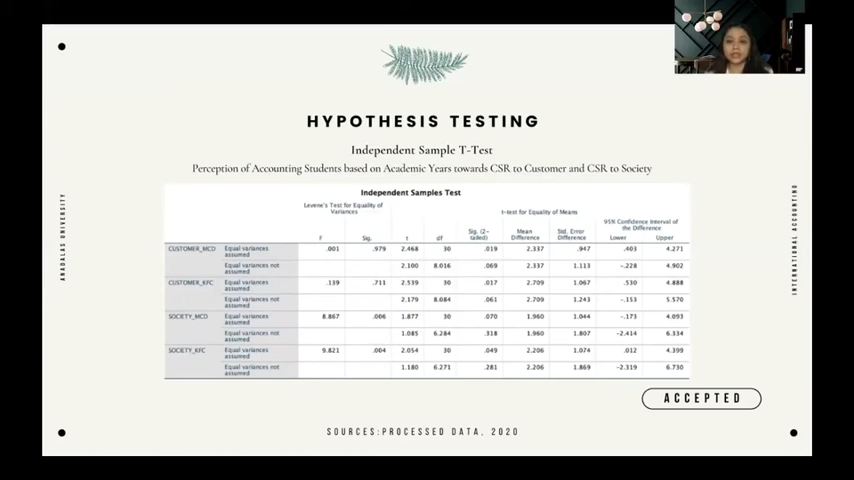 HYPOTHESIS TESTING
Independent Sample T-Test
Perception of Accounting Students based on Academic Years towards CSR to Customer and CSR to Society
Independent Samples Test
Levene's Test for Equality of Variances
t-test for Equality of Means
95% Confidence Interval of the Difference
F Sig. t df Sig. (2-tailed) Mean Difference Std. Error Difference Lower Upper
CUSTOMER_MCD Equal variances assumed .001 .979 2.468 30 .019 2.337 .947 .403 4.271
Equal variances not assumed 2.100 8.016 .069 2.337 1.113 -.228 4.902
CUSTOMER_KFC Equal variances assumed .139 .711 2.539 30 .017 2.709 1.067 .530 4.888
Equal variances not assumed 2.179 8.084 .061 2.709 1.243 -.153 5.570
SOCIETY_MCD Equal variances assumed 8.867 .006 1.877 30 .070 1.960 1.044 -.173 4.093
Equal variances not assumed 1.085 6.284 .318 1.960 1.807 -2.414 6.334
SOCIETY_KFC Equal variances assumed 9.821 .004 2.054 30 .049 2.206 1.074 .012 4.399
Equal variances not assumed 1.180 6.271 .281 2.206 1.869 -2.319 6.730
ACCEPTED
SOURCES:PROCESSED DATA, 2020
ANADALAS UNIVERSITY
INTERNATIONAL ACCOUNTING